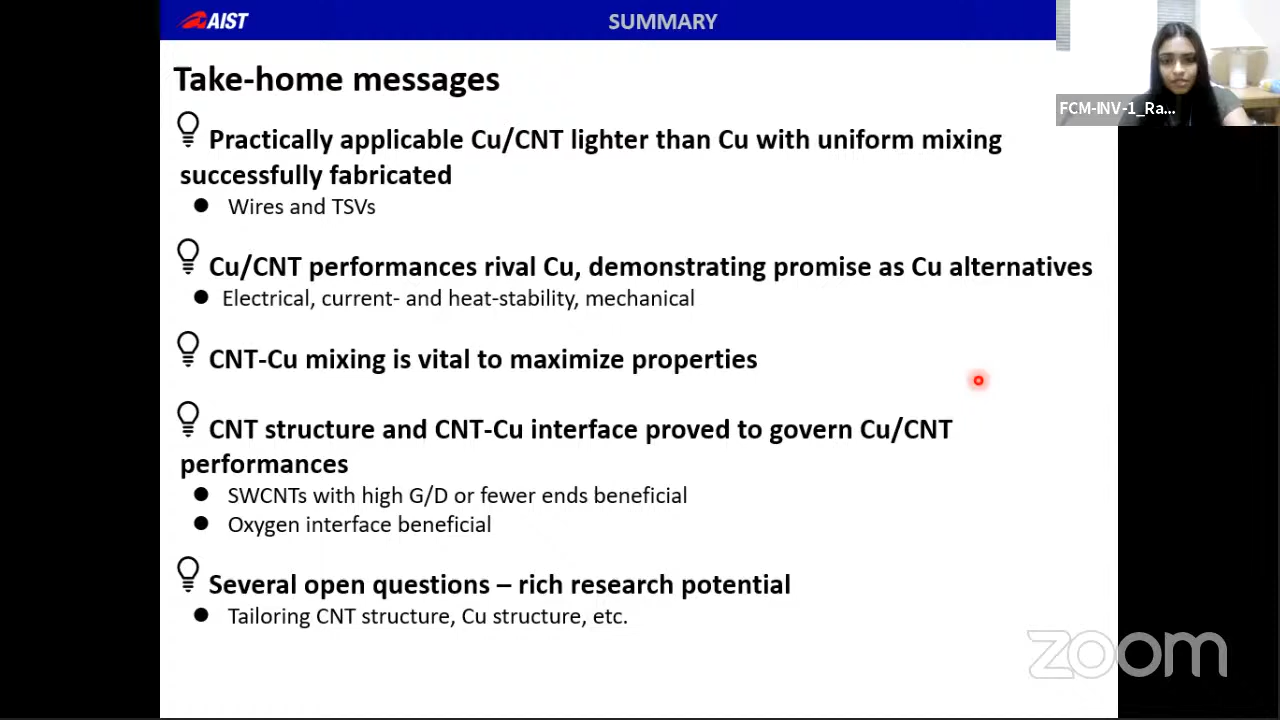 AIST
SUMMARY
FCM-INV-1_Ra...
Take-home messages
Practically applicable Cu/CNT lighter than Cu with uniform mixing
successfully fabricated
● Wires and TSVs
Cu/CNT performances rival Cu, demonstrating promise as Cu alternatives
● Electrical, current- and heat-stability, mechanical
CNT-Cu mixing is vital to maximize properties
CNT structure and CNT-Cu interface proved to govern Cu/CNT
performances
● SWCNTs with high G/D or fewer ends beneficial
● Oxygen interface beneficial
Several open questions – rich research potential
● Tailoring CNT structure, Cu structure, etc.
zoom